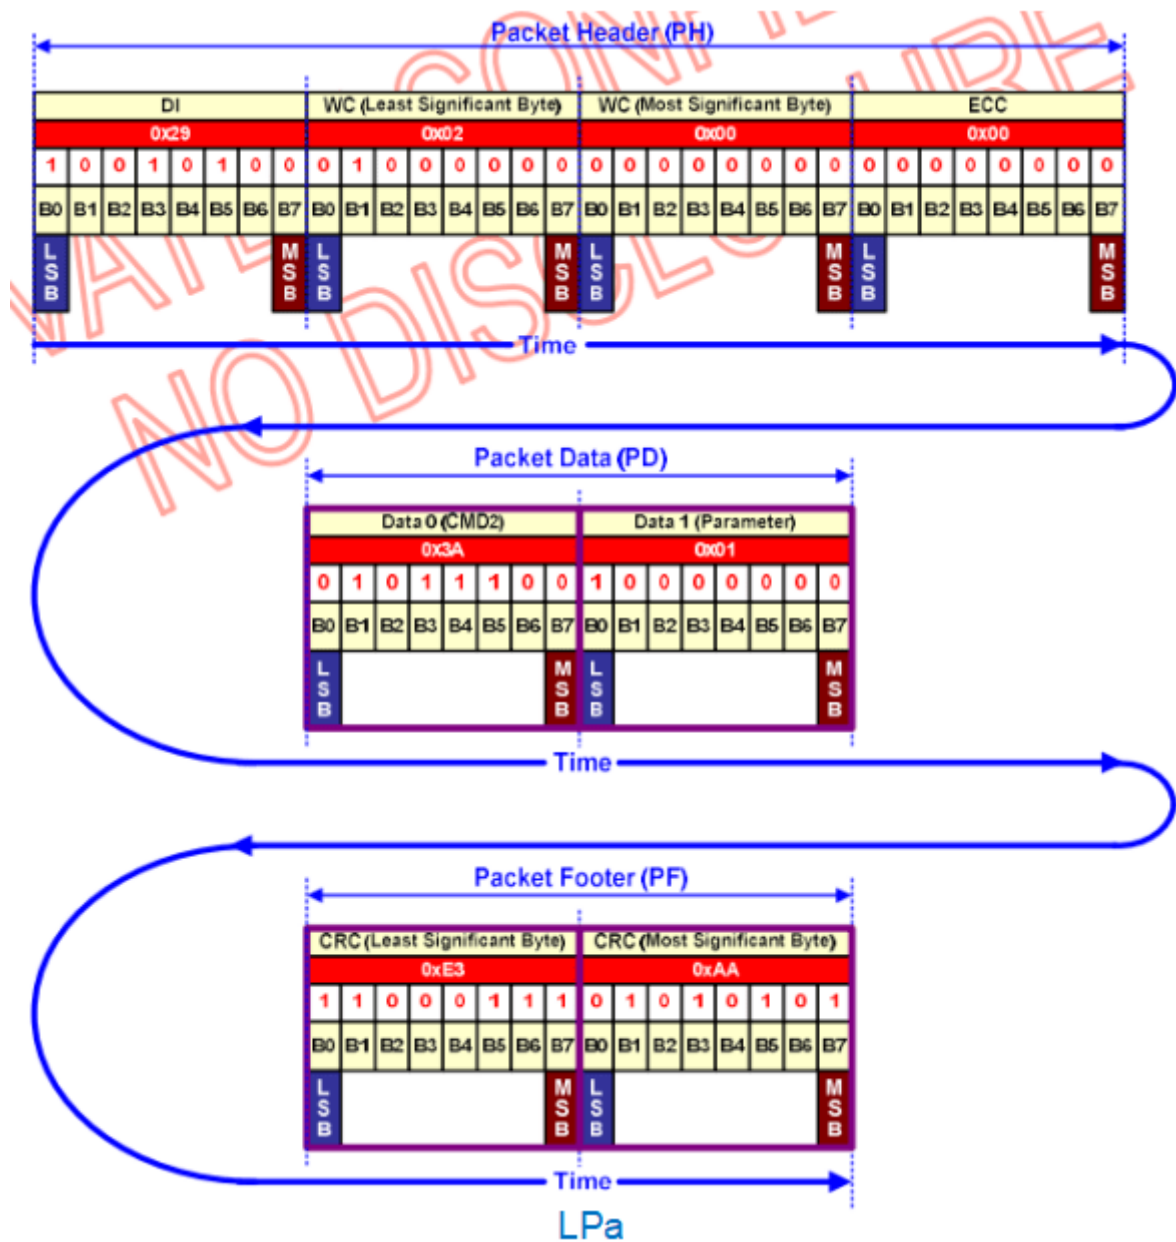 Packet Header (PH)
DI WC (Least Significant Byte) WC (Most Significant Byte) ECC
0x29 0x02 0x00 0x00
1 0 0 1 0 1 0 0 0 1 0 0 0 0 0 0 0 0 0 0 0 0 0 0 0 0 0 0 0 0 0 0
B0 B1 B2 B3 B4 B5 B6 B7 B0 B1 B2 B3 B4 B5 B6 B7 B0 B1 B2 B3 B4 B5 B6 B7 B0 B1 B2 B3 B4 B5 B6 B7
LSB MSB LSB MSB LSB MSB LSB MSB
NO DISCLOSURE
Time
Packet Data (PD)
Data 0 (CMD2) Data 1 (Parameter)
0x3A 0x01
0 1 0 1 1 1 0 0 1 0 0 0 0 0 0 0
B0 B1 B2 B3 B4 B5 B6 B7 B0 B1 B2 B3 B4 B5 B6 B7
LSB MSB LSB MSB
Time
Packet Footer (PF)
CRC (Least Significant Byte) CRC (Most Significant Byte)
0xE3 0xAA
1 1 0 0 0 1 1 1 0 1 0 1 0 1 0 1
B0 B1 B2 B3 B4 B5 B6 B7 B0 B1 B2 B3 B4 B5 B6 B7
LSB MSB LSB MSB
Time
LPa